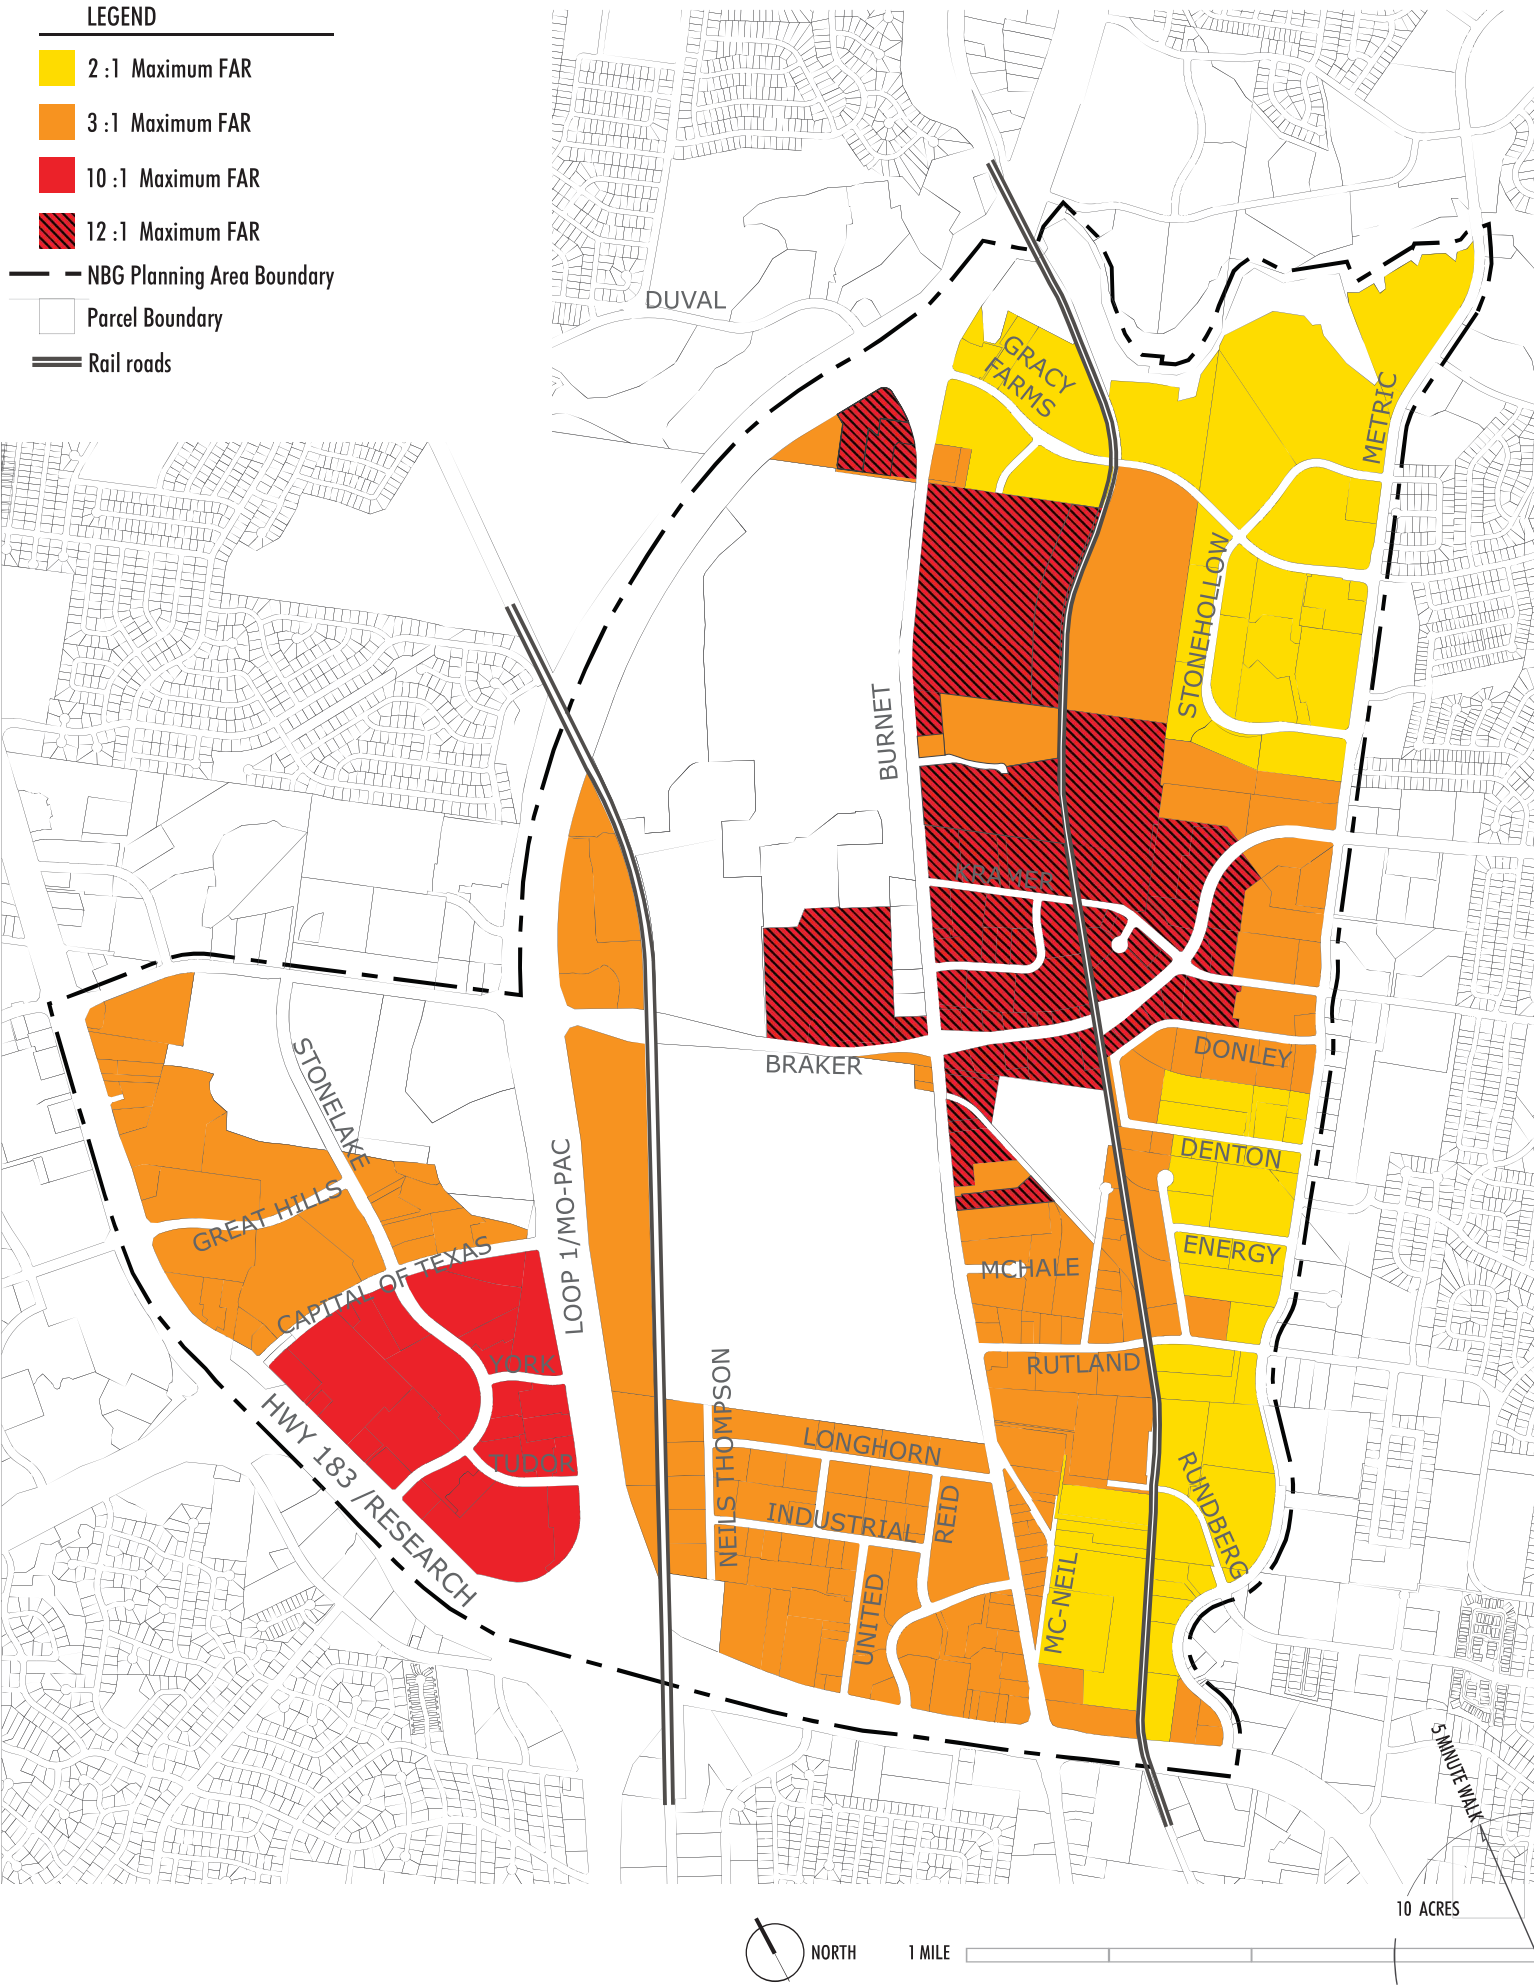 LEGEND
2 :1 Maximum FAR
3 :1 Maximum FAR
10 :1 Maximum FAR
12 :1 Maximum FAR
NBG Planning Area Boundary
Parcel Boundary
Rail roads
DUVAL
GRACY
FARMS
METRIC
STONEHOLLOW
BURNET
KRAMER
BRAKER
DONLEY
DENTON
ENERGY
STONELAKE
GREAT HILLS
CAPITAL OF TEXAS
LOOP 1/MO-PAC
MCHALE
RUTLAND
YORK
TUDOR
HWY 183 /RESEARCH
NEILS THOMPSON
LONGHORN
INDUSTRIAL
REID
UNITED
MC-NEIL
RUNDBERG
5 MINUTE WALK
10 ACRES
NORTH
1 MILE